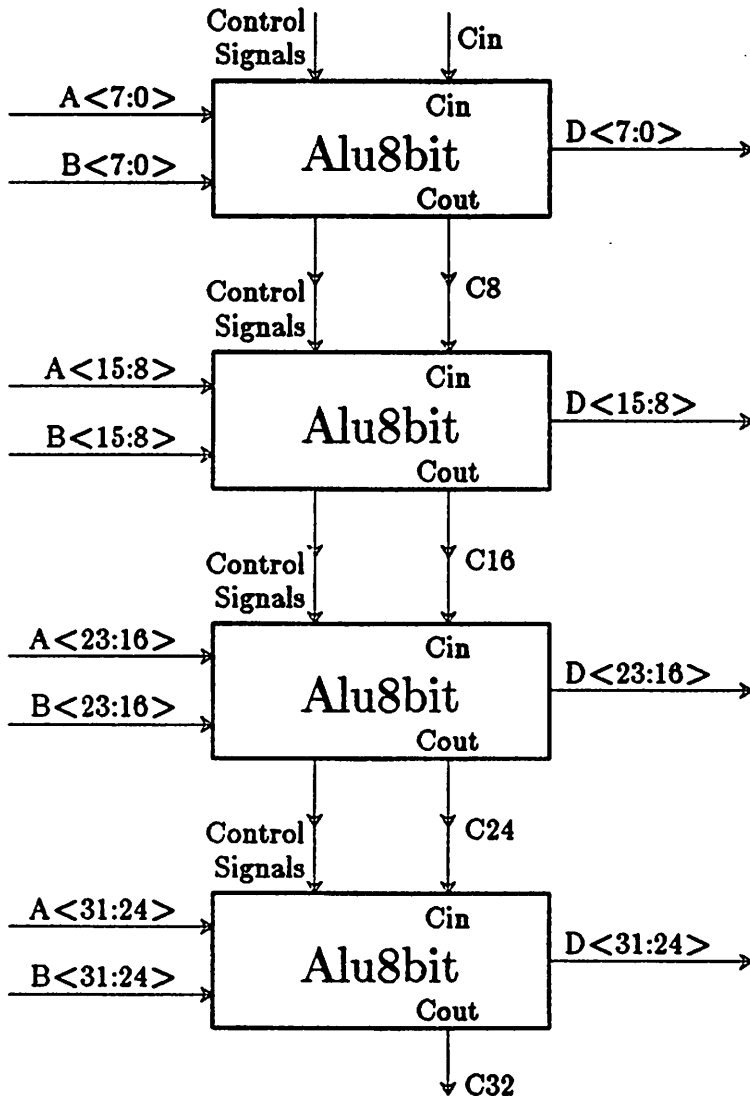 Control
Signals
Cin
A<7:0>
Cin
Alu8bit
D<7:0>
B<7:0>
Cout
Control
Signals
C8
A<15:8>
Cin
Alu8bit
D<15:8>
B<15:8>
Cout
Control
Signals
C16
A<23:16>
Cin
Alu8bit
D<23:16>
B<23:16>
Cout
Control
Signals
C24
A<31:24>
Cin
Alu8bit
D<31:24>
B<31:24>
Cout
C32